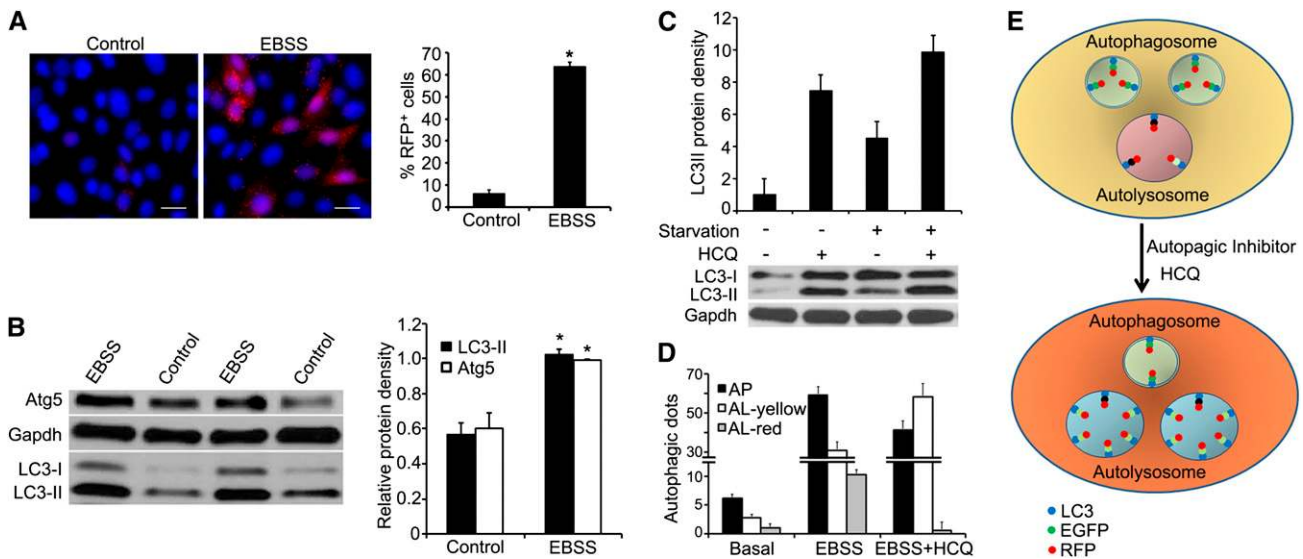 A
Control
EBSS
% RFP+ cells
70
60
50
40
30
20
10
0
*
Control
EBSS
B
EBSS
Control
EBSS
Control
Atg5
Gapdh
LC3-I
LC3-II
Relative protein density
1.2
1.0
0.8
0.6
0.4
0.2
0
LC3-II
Atg5
*
*
Control
EBSS
C
LC3II protein density
12
10
8
6
4
2
0
Starvation - - + +
HCQ - + - +
LC3-I
LC3-II
Gapdh
D
Autophagic dots
70
50
30
10
5
0
AP
AL-yellow
AL-red
Basal
EBSS
EBSS+HCQ
E
Autophagosome
Autolysosome
Autopagic Inhibitor
HCQ
Autophagosome
Autolysosome
LC3
EGFP
RFP